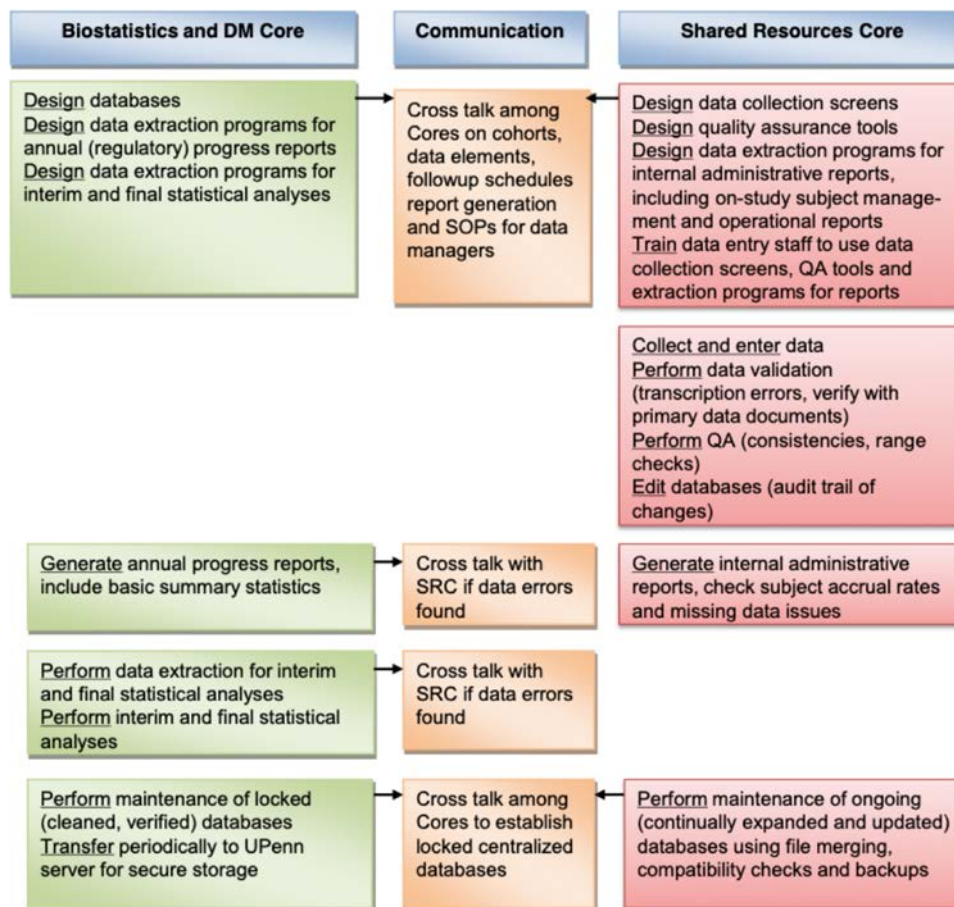 Biostatistics and DM Core
Communication
Shared Resources Core
Design databases
Design data extraction programs for
annual (regulatory) progress reports
Design data extraction programs for
interim and final statistical analyses
Cross talk among
Cores on cohorts,
data elements,
followup schedules
report generation
and SOPs for data
managers
Design data collection screens
Design quality assurance tools
Design data extraction programs for
internal administrative reports,
including on-study subject manage-
ment and operational reports
Train data entry staff to use data
collection screens, QA tools and
extraction programs for reports
Collect and enter data
Perform data validation
(transcription errors, verify with
primary data documents)
Perform QA (consistencies, range
checks)
Edit databases (audit trail of
changes)
Generate annual progress reports,
include basic summary statistics
Cross talk with
SRC if data errors
found
Generate internal administrative
reports, check subject accrual rates
and missing data issues
Perform data extraction for interim
and final statistical analyses
Perform interim and final statistical
analyses
Cross talk with
SRC if data errors
found
Perform maintenance of locked
(cleaned, verified) databases
Transfer periodically to UPenn
server for secure storage
Cross talk among
Cores to establish
locked centralized
databases
Perform maintenance of ongoing
(continually expanded and updated)
databases using file merging,
compatibility checks and backups